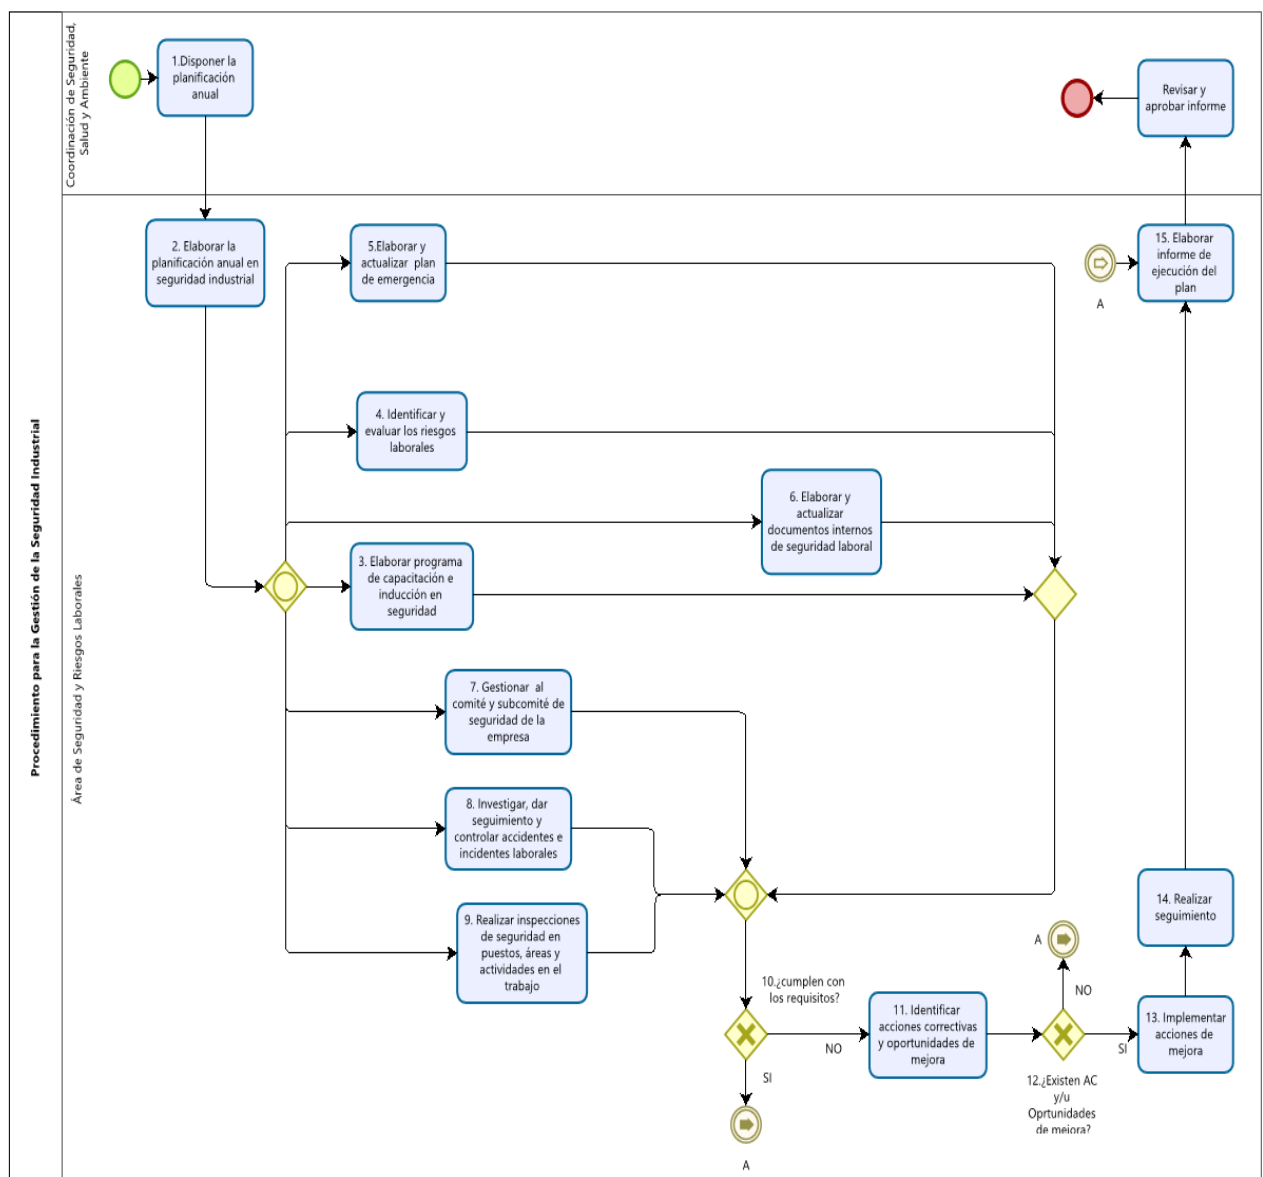 Procedimiento para la Gestión de la Seguridad Industrial
Coordinación de Seguridad,
Salud y Ambiente
1.Disponer la
planificación
anual
Revisar y
aprobar informe
Área de Seguridad y Riesgos Laborales
2. Elaborar la
planificación anual en
seguridad industrial
5.Elaborar y
actualizar plan
de emergencia
A
15. Elaborar
informe de
ejecución del
plan
4. Identificar y
evaluar los riesgos
laborales
6. Elaborar y
actualizar
documentos internos
de seguridad laboral
3. Elaborar programa
de capacitación e
inducción en
seguridad
7. Gestionar al
comité y subcomité de
seguridad de la
empresa
8. Investigar, dar
seguimiento y
controlar accidentes e
incidentes laborales
9. Realizar inspecciones
de seguridad en
puestos, áreas y
actividades en el
trabajo
10.¿cumplen con
los requisitos?
NO
SI
A
11. Identificar
acciones correctivas
y oportunidades de
mejora
A
NO
SI
12.¿Existen AC
y/u
Oprtunidades
de mejora?
13. Implementar
acciones de
mejora
14. Realizar
seguimiento